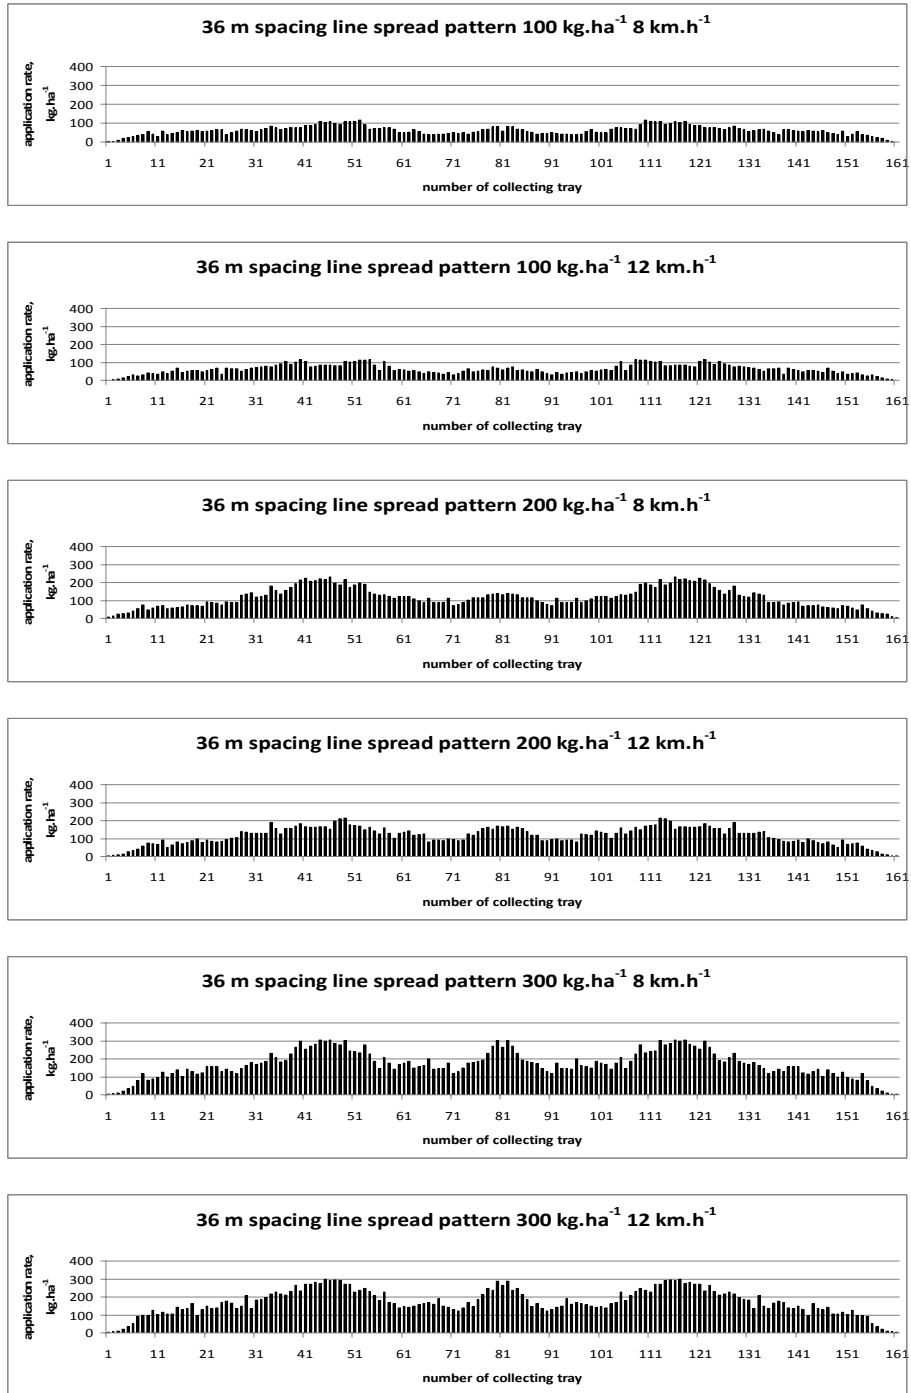 36 m spacing line spread pattern 100 kg.ha⁻¹ 8 km.h⁻¹
application rate,
kg.ha⁻¹
400
300
200
100
0
1 11 21 31 41 51 61 71 81 91 101 111 121 131 141 151 161
number of collecting tray
36 m spacing line spread pattern 100 kg.ha⁻¹ 12 km.h⁻¹
application rate,
kg.ha⁻¹
400
300
200
100
0
1 11 21 31 41 51 61 71 81 91 101 111 121 131 141 151 161
number of collecting tray
36 m spacing line spread pattern 200 kg.ha⁻¹ 8 km.h⁻¹
application rate,
kg.ha⁻¹
400
300
200
100
0
1 11 21 31 41 51 61 71 81 91 101 111 121 131 141 151 161
number of collecting tray
36 m spacing line spread pattern 200 kg.ha⁻¹ 12 km.h⁻¹
application rate,
kg.ha⁻¹
400
300
200
100
0
1 11 21 31 41 51 61 71 81 91 101 111 121 131 141 151 161
number of collecting tray
36 m spacing line spread pattern 300 kg.ha⁻¹ 8 km.h⁻¹
application rate,
kg.ha⁻¹
400
300
200
100
0
1 11 21 31 41 51 61 71 81 91 101 111 121 131 141 151 161
number of collecting tray
36 m spacing line spread pattern 300 kg.ha⁻¹ 12 km.h⁻¹
application rate,
kg.ha⁻¹
400
300
200
100
0
1 11 21 31 41 51 61 71 81 91 101 111 121 131 141 151 161
number of collecting tray